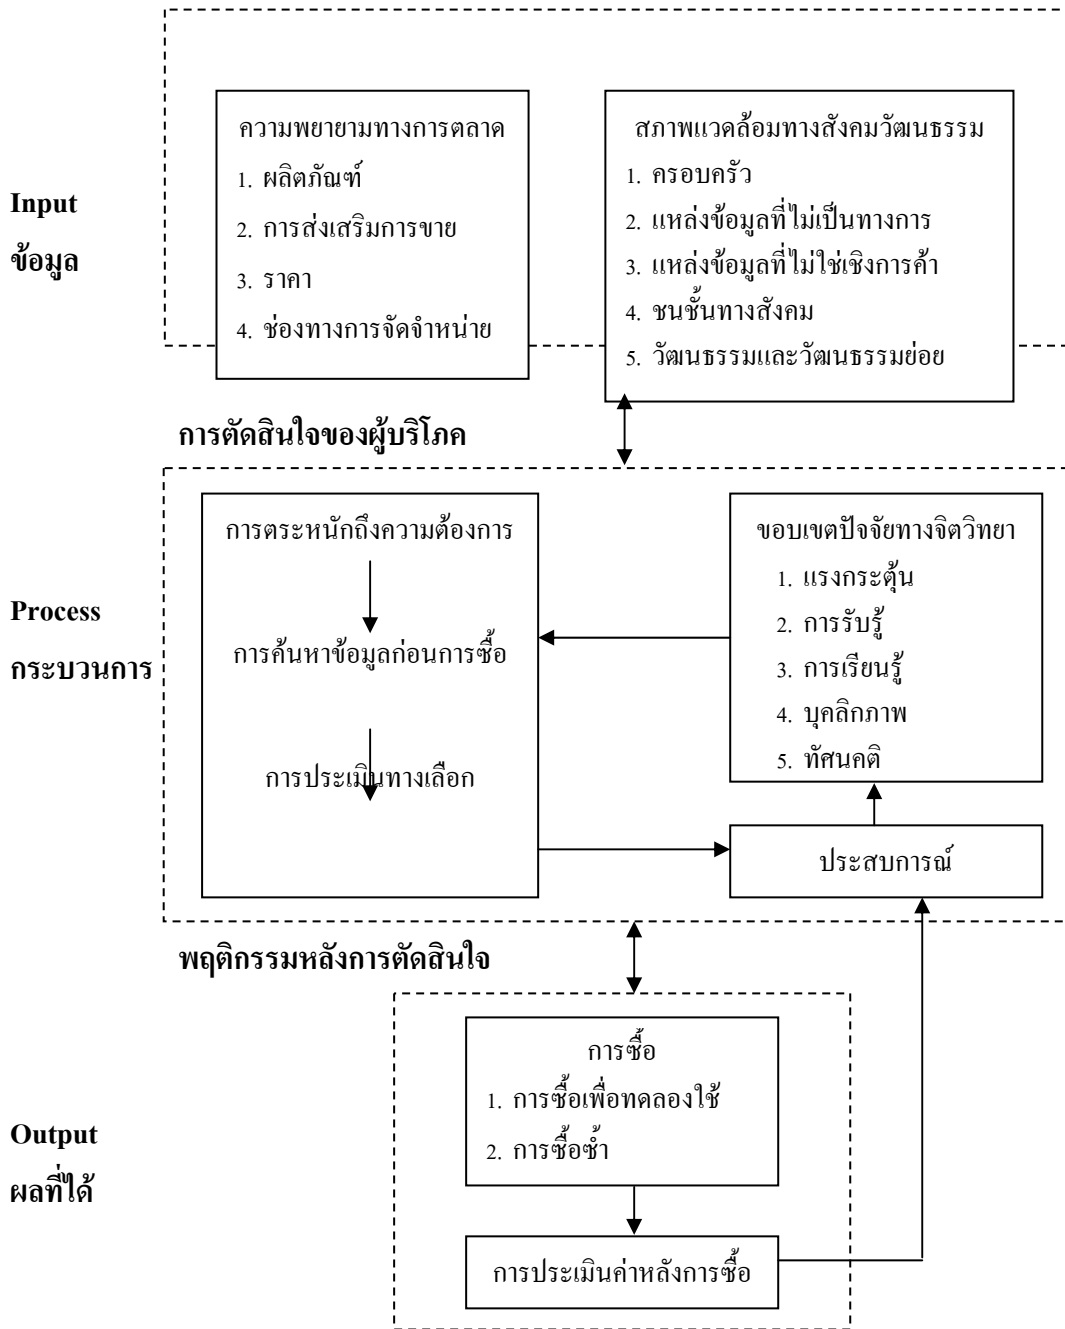 ความพยายามทางการตลาด
1. ผลิตภัณฑ์
2. การส่งเสริมการขาย
3. ราคา
4. ช่องทางการจัดจำหน่าย
สภาพแวดล้อมทางสังคมวัฒนธรรม
1. ครอบครัว
2. แหล่งข้อมูลที่ไม่เป็นทางการ
3. แหล่งข้อมูลที่ไม่ใช่เชิงการค้า
4. ชนชั้นทางสังคม
5. วัฒนธรรมและวัฒนธรรมย่อย
Input
ข้อมูล
การตัดสินใจของผู้บริโภค
การตระหนักถึงความต้องการ
การค้นหาข้อมูลก่อนการซื้อ
การประเมินทางเลือก
ขอบเขตปัจจัยทางจิตวิทยา
1. แรงกระตุ้น
2. การรับรู้
3. การเรียนรู้
4. บุคลิกภาพ
5. ทัศนคติ
ประสบการณ์
Process
กระบวนการ
พฤติกรรมหลังการตัดสินใจ
การซื้อ
1. การซื้อเพื่อทดลองใช้
2. การซื้อซ้ำ
การประเมินค่าหลังการซื้อ
Output
ผลที่ได้